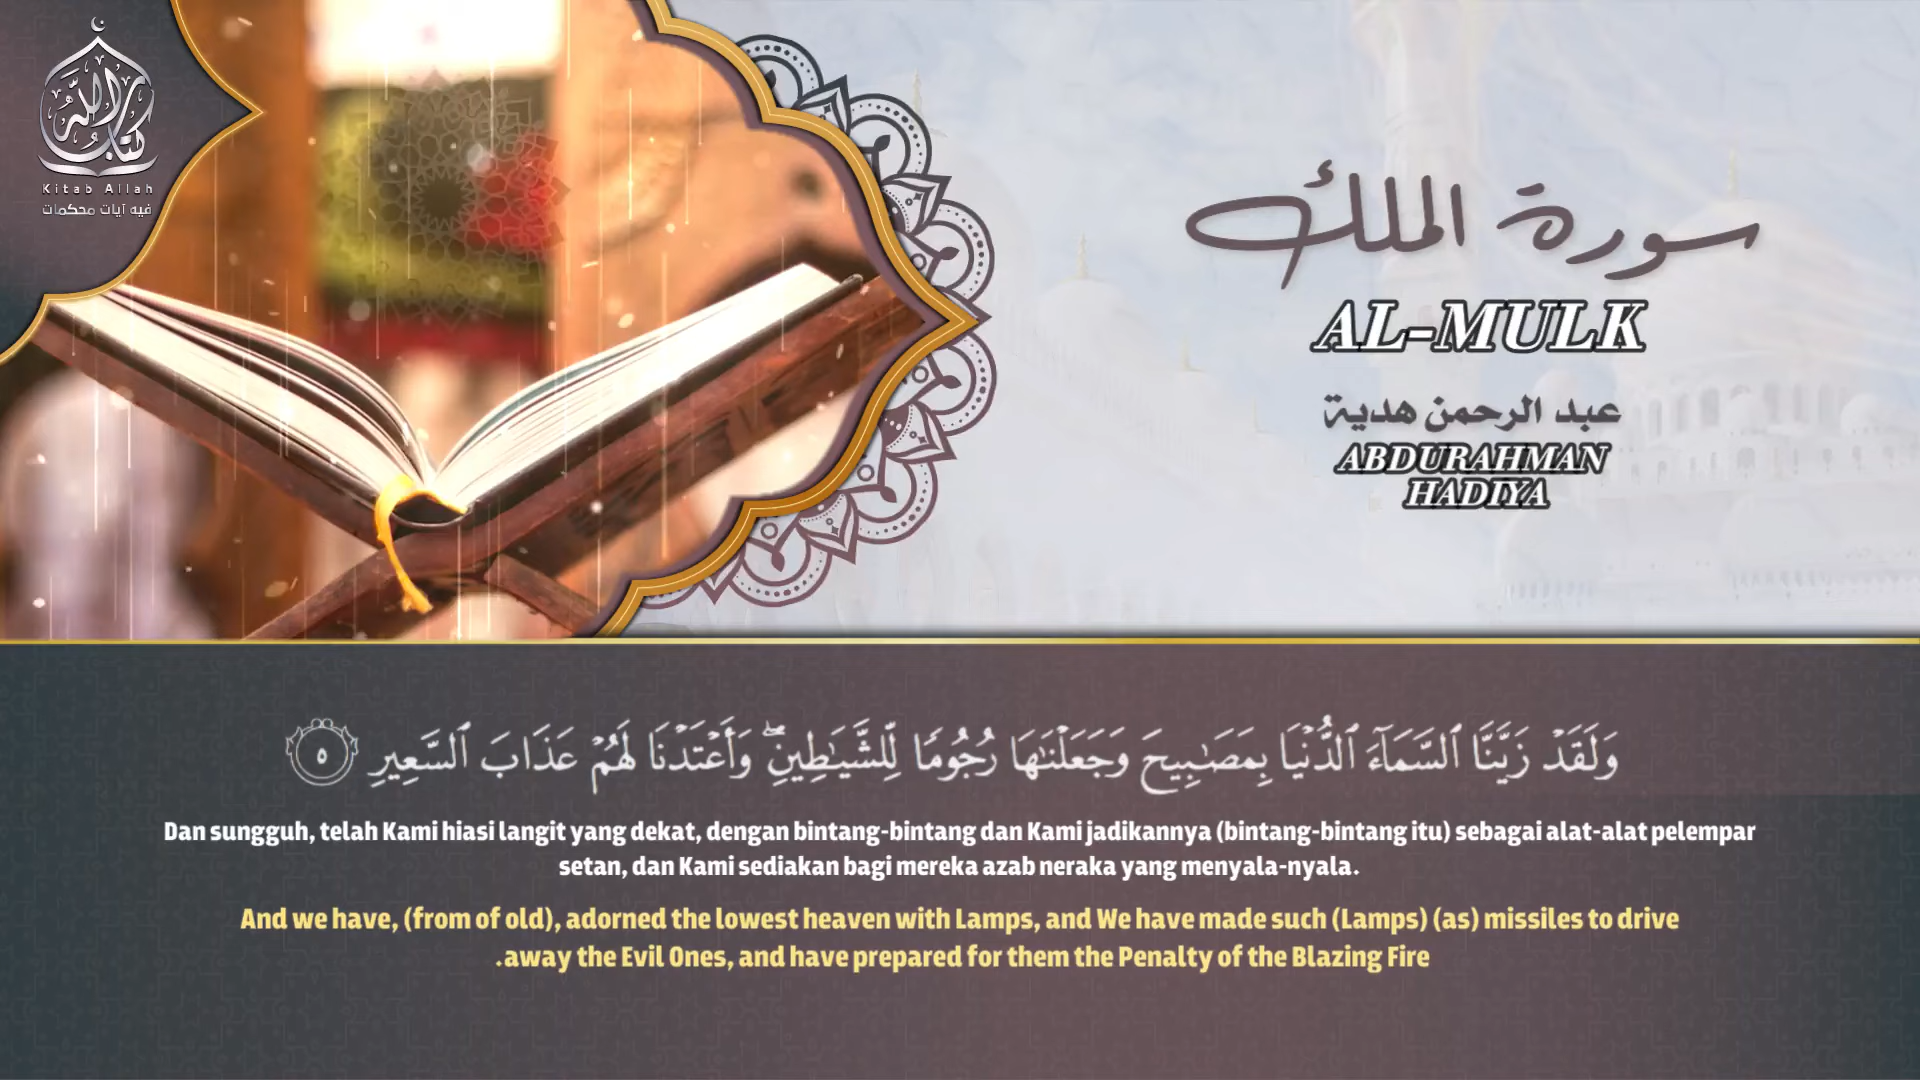 كتاب الله
Kitab Allah
فيه آيات محكمات
سورة الملك
AL-MULK
عبد الرحمن هدية
ABDURAHMAN
HADIYA
وَلَقَدْ زَيَّنَّا ٱلسَّمَآءَ ٱلدُّنْيَا بِمَصَـٰبِيحَ وَجَعَلْنَـٰهَا رُجُومًا لِّلشَّيَـٰطِينِ ۖ وَأَعْتَدْنَا لَهُمْ عَذَابَ ٱلسَّعِيرِ ٥
Dan sungguh, telah Kami hiasi langit yang dekat, dengan bintang-bintang dan Kami jadikannya (bintang-bintang itu) sebagai alat-alat pelempar
setan, dan Kami sediakan bagi mereka azab neraka yang menyala-nyala.
And we have, (from of old), adorned the lowest heaven with Lamps, and We have made such (Lamps) (as) missiles to drive
.away the Evil Ones, and have prepared for them the Penalty of the Blazing Fire